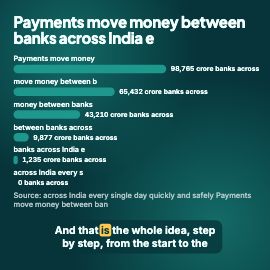 Payments move money between
banks across India e
Payments move money
98,765 crore banks across
move money between b
65,432 crore banks across
money between banks
43,210 crore banks across
between banks across
9,877 crore banks across
banks across India e
1,235 crore banks across
across India every s
0 banks across
Source: across India every single day quickly and safely Payments
move money between ban
And that is the whole idea, step
by step, from the start to the